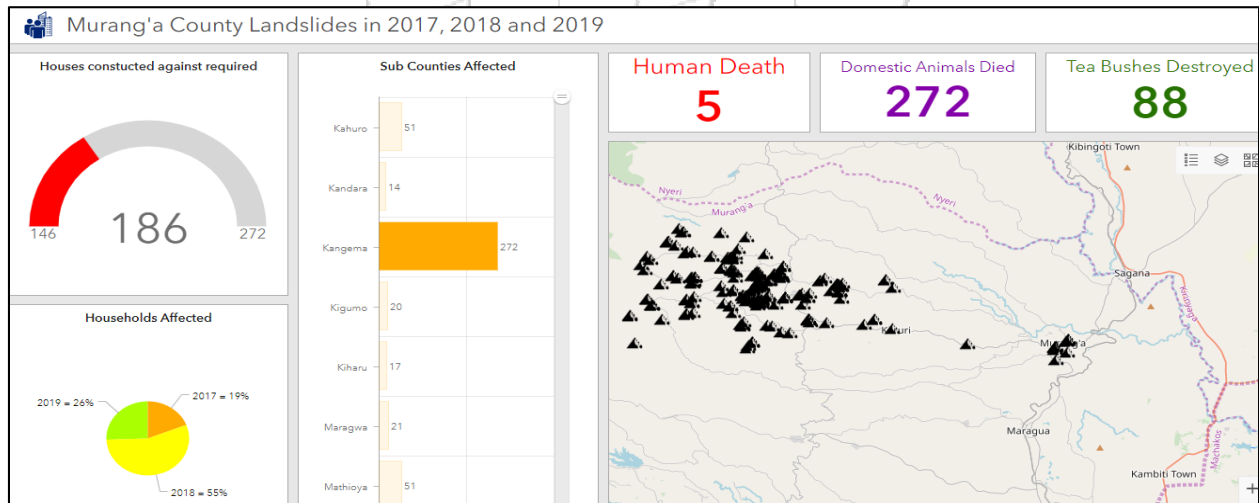 Murang'a County Landslides in 2017, 2018 and 2019
Houses constucted against required
186
146
272
Households Affected
2019 = 26%
2017 = 19%
2018 = 55%
Sub Counties Affected
Kahuro
51
Kandara
14
Kangema
272
Kigumo
20
Kiharu
17
Maragwa
21
Mathioya
51
Human Death
5
Domestic Animals Died
272
Tea Bushes Destroyed
88
Kibingoti Town
Nyeri
Nyeri
Murang'a
Sagana
Kirinyaga
Maragua
Machakos
Kambiti Town